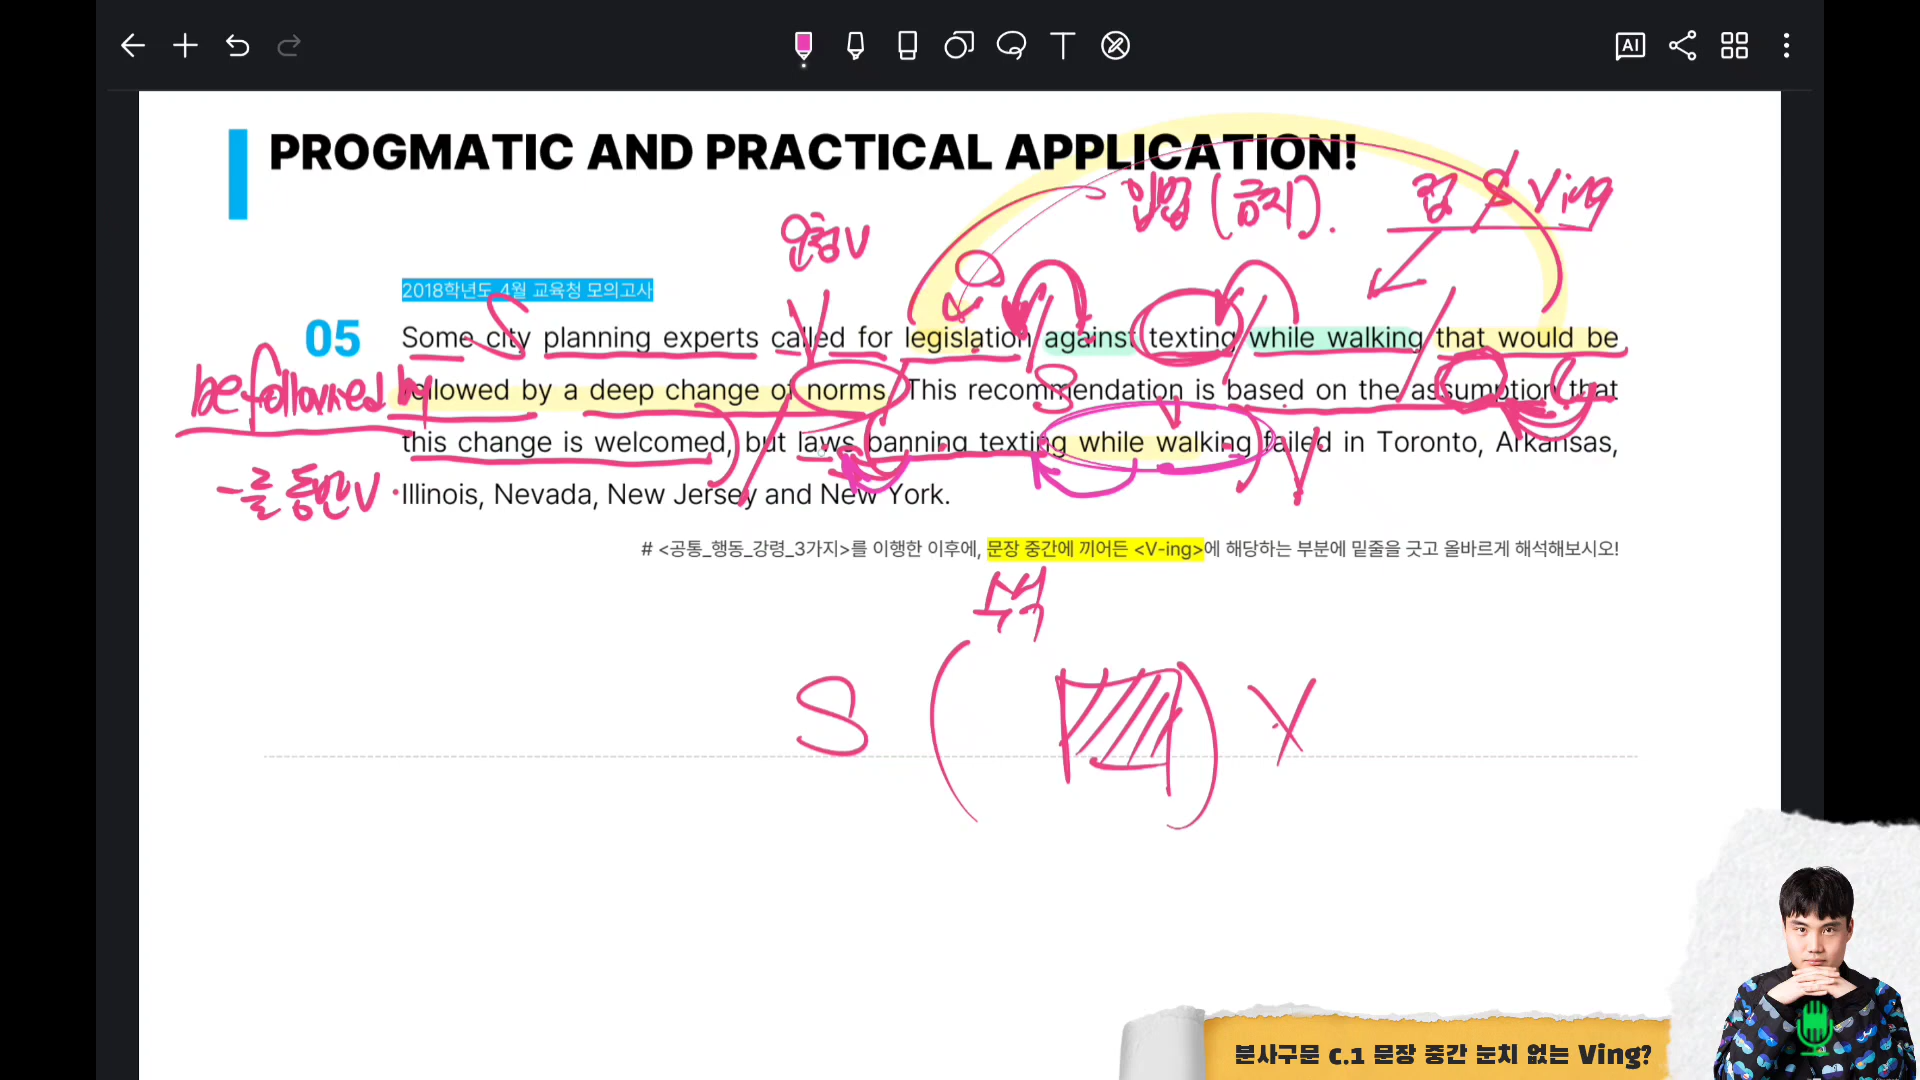 AI
T
PROGMATIC AND PRACTICAL APPLICATION!
입법 (금지).
접 S Ving
요청V
2018학년도 4월 교육청 모의고사
S V
05
Some city planning experts called for legislation against texting while walking that would be
be followed by
followed by a deep change of norms. This recommendation is based on the assumption that
S V V
this change is welcomed, but laws banning texting while walking failed in Toronto, Arkansas,
-를 동반V
Illinois, Nevada, New Jersey and New York.
# <공통_행동_강령_3가지>를 이행한 이후에, 문장 중간에 끼어든 <V-ing>에 해당하는 부분에 밑줄을 긋고 올바르게 해석해보시오!
S ( ) V
분사구문 c.1 문장 중간 눈치 없는 Ving?